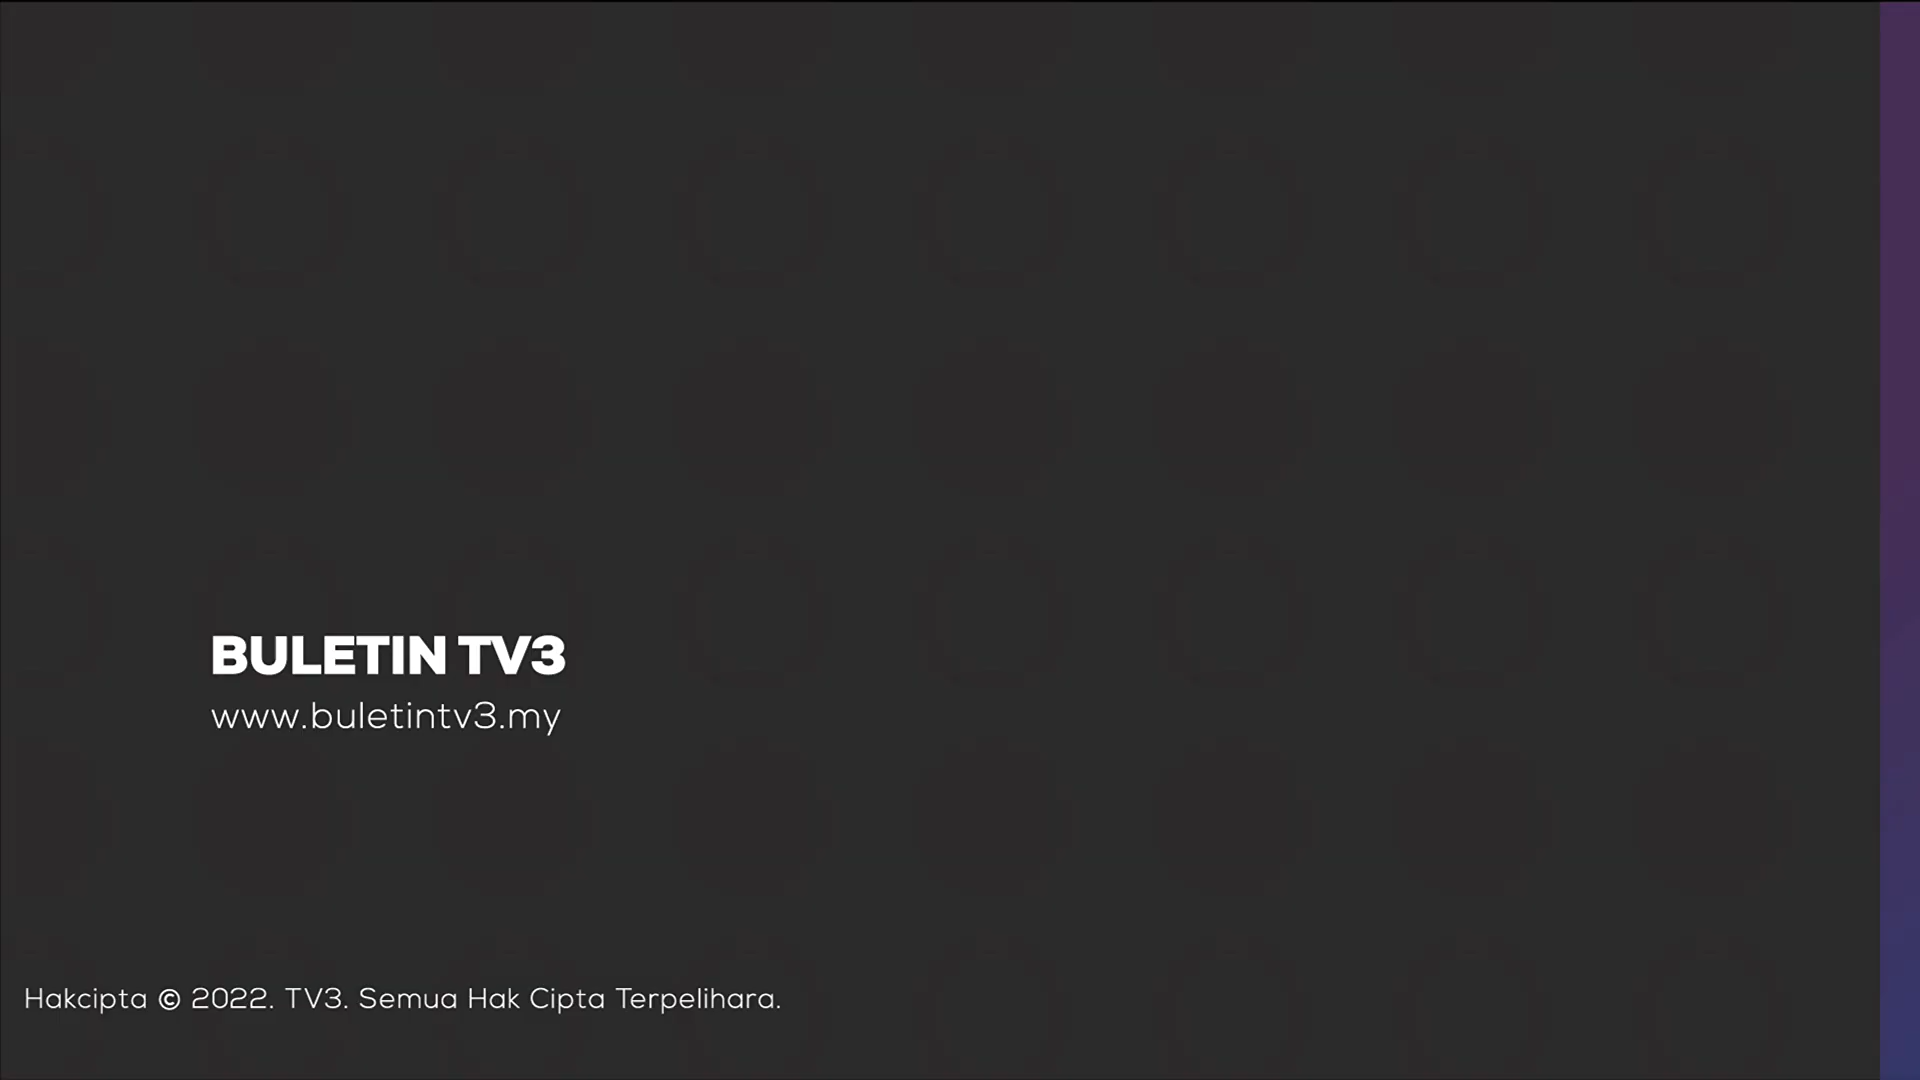 BULETIN TV3
www.buletintv3.my
Hakcipta © 2022. TV3. Semua Hak Cipta Terpelihara.